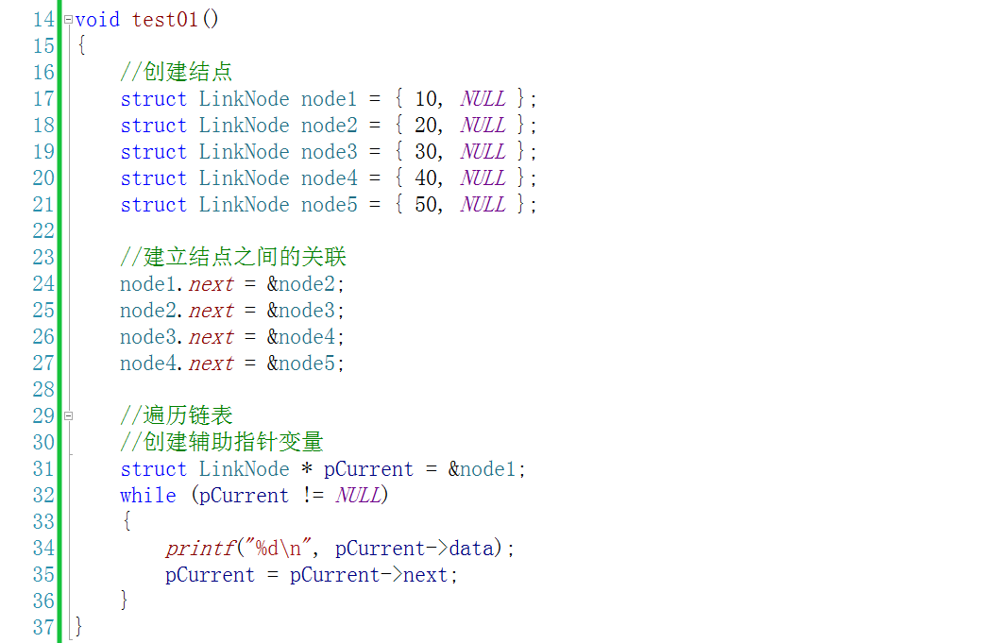 14 void test01()
15 {
16 //创建结点
17 struct LinkNode node1 = { 10, NULL };
18 struct LinkNode node2 = { 20, NULL };
19 struct LinkNode node3 = { 30, NULL };
20 struct LinkNode node4 = { 40, NULL };
21 struct LinkNode node5 = { 50, NULL };
22
23 //建立结点之间的关联
24 node1.next = &node2;
25 node2.next = &node3;
26 node3.next = &node4;
27 node4.next = &node5;
28
29 //遍历链表
30 //创建辅助指针变量
31 struct LinkNode * pCurrent = &node1;
32 while (pCurrent != NULL)
33 {
34 printf("%d\n", pCurrent->data);
35 pCurrent = pCurrent->next;
36 }
37 }